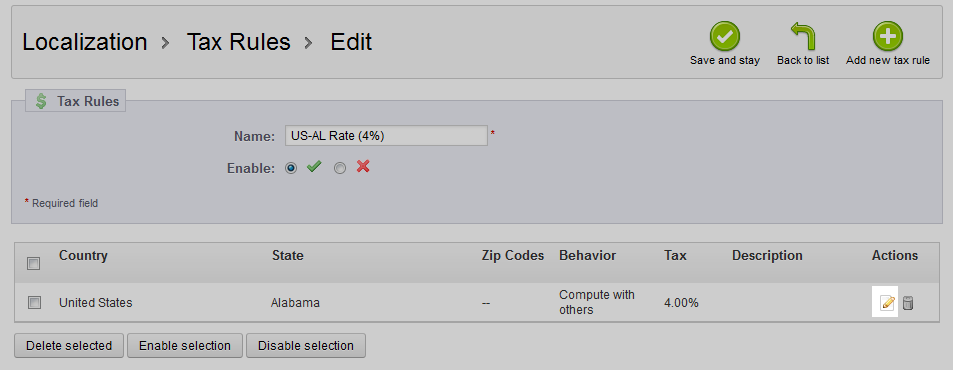 Localization > Tax Rules > Edit
Save and stay Back to list Add new tax rule
$ Tax Rules
Name: US-AL Rate (4%) *
Enable:
* Required field
Country State Zip Codes Behavior Tax Description Actions
United States Alabama -- Compute with others 4.00%
Delete selected Enable selection Disable selection